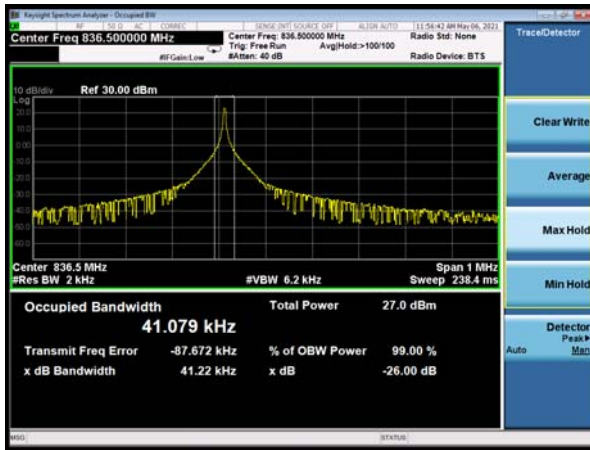 Keysight Spectrum Analyzer - Occupied BW
RF 50 Ω AC CORREC SENSE:INT SOURCE OFF ALIGN AUTO 11:56:42 AM May 06, 2021
Center Freq 836.500000 MHz
Center Freq: 836.500000 MHz
Radio Std: None
Trig: Free Run Avg|Hold:>100/100
#IFGain:Low #Atten: 40 dB Radio Device: BTS
Trace/Detector
10 dB/div Ref 30.00 dBm
Log
20.0
10.0
0.00
-10.0
-20.0
-30.0
-40.0
-50.0
-60.0
Center 836.5 MHz Span 1 MHz
#Res BW 2 kHz #VBW 6.2 kHz Sweep 238.4 ms
Occupied Bandwidth Total Power 27.0 dBm
41.079 kHz
Transmit Freq Error -87.672 kHz % of OBW Power 99.00 %
x dB Bandwidth 41.22 kHz x dB -26.00 dB
Clear Write
Average
Max Hold
Min Hold
Detector
Peak▶
Auto Man
MSG STATUS